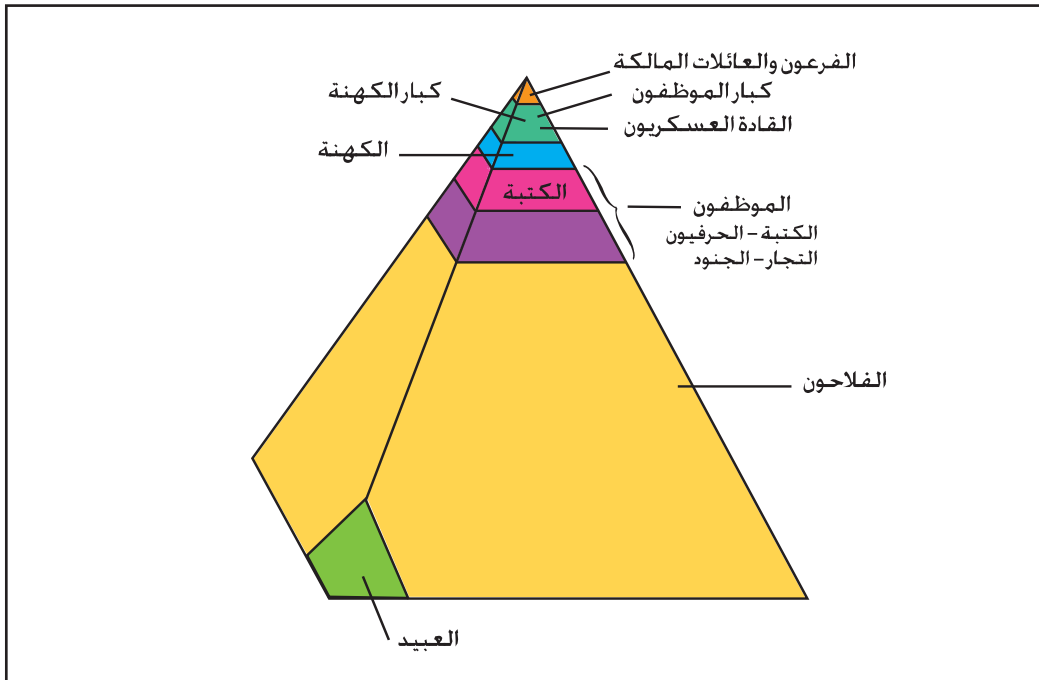 الفرعون والعائلات المالكة
كبار الموظفون
كبار الكهنة
القادة العسكريون
الكهنة
الكتبة
الموظفون
الكتبة – الحرفيون
التجار – الجنود
الفلاحون
العبيد